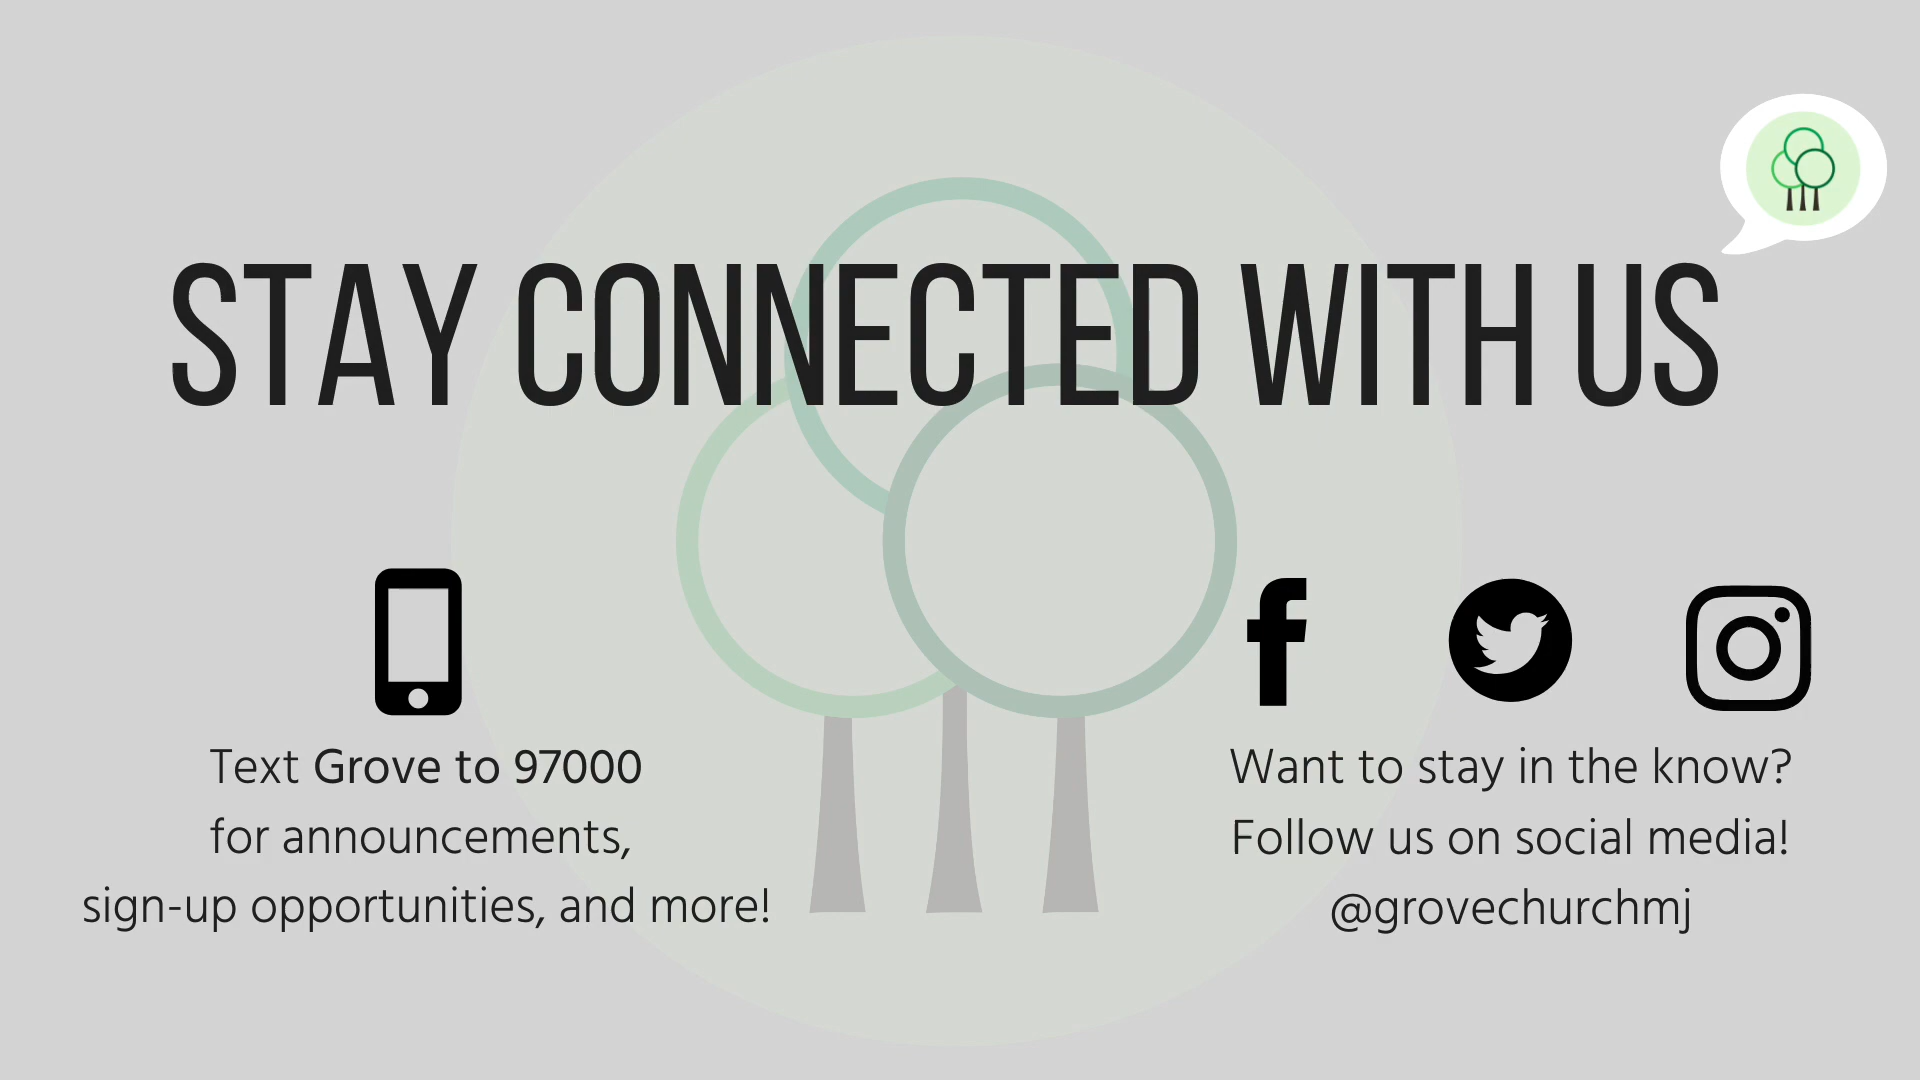 STAY CONNECTED WITH US
Text Grove to 97000
for announcements,
sign-up opportunities, and more!
Want to stay in the know?
Follow us on social media!
@grovechurchmj